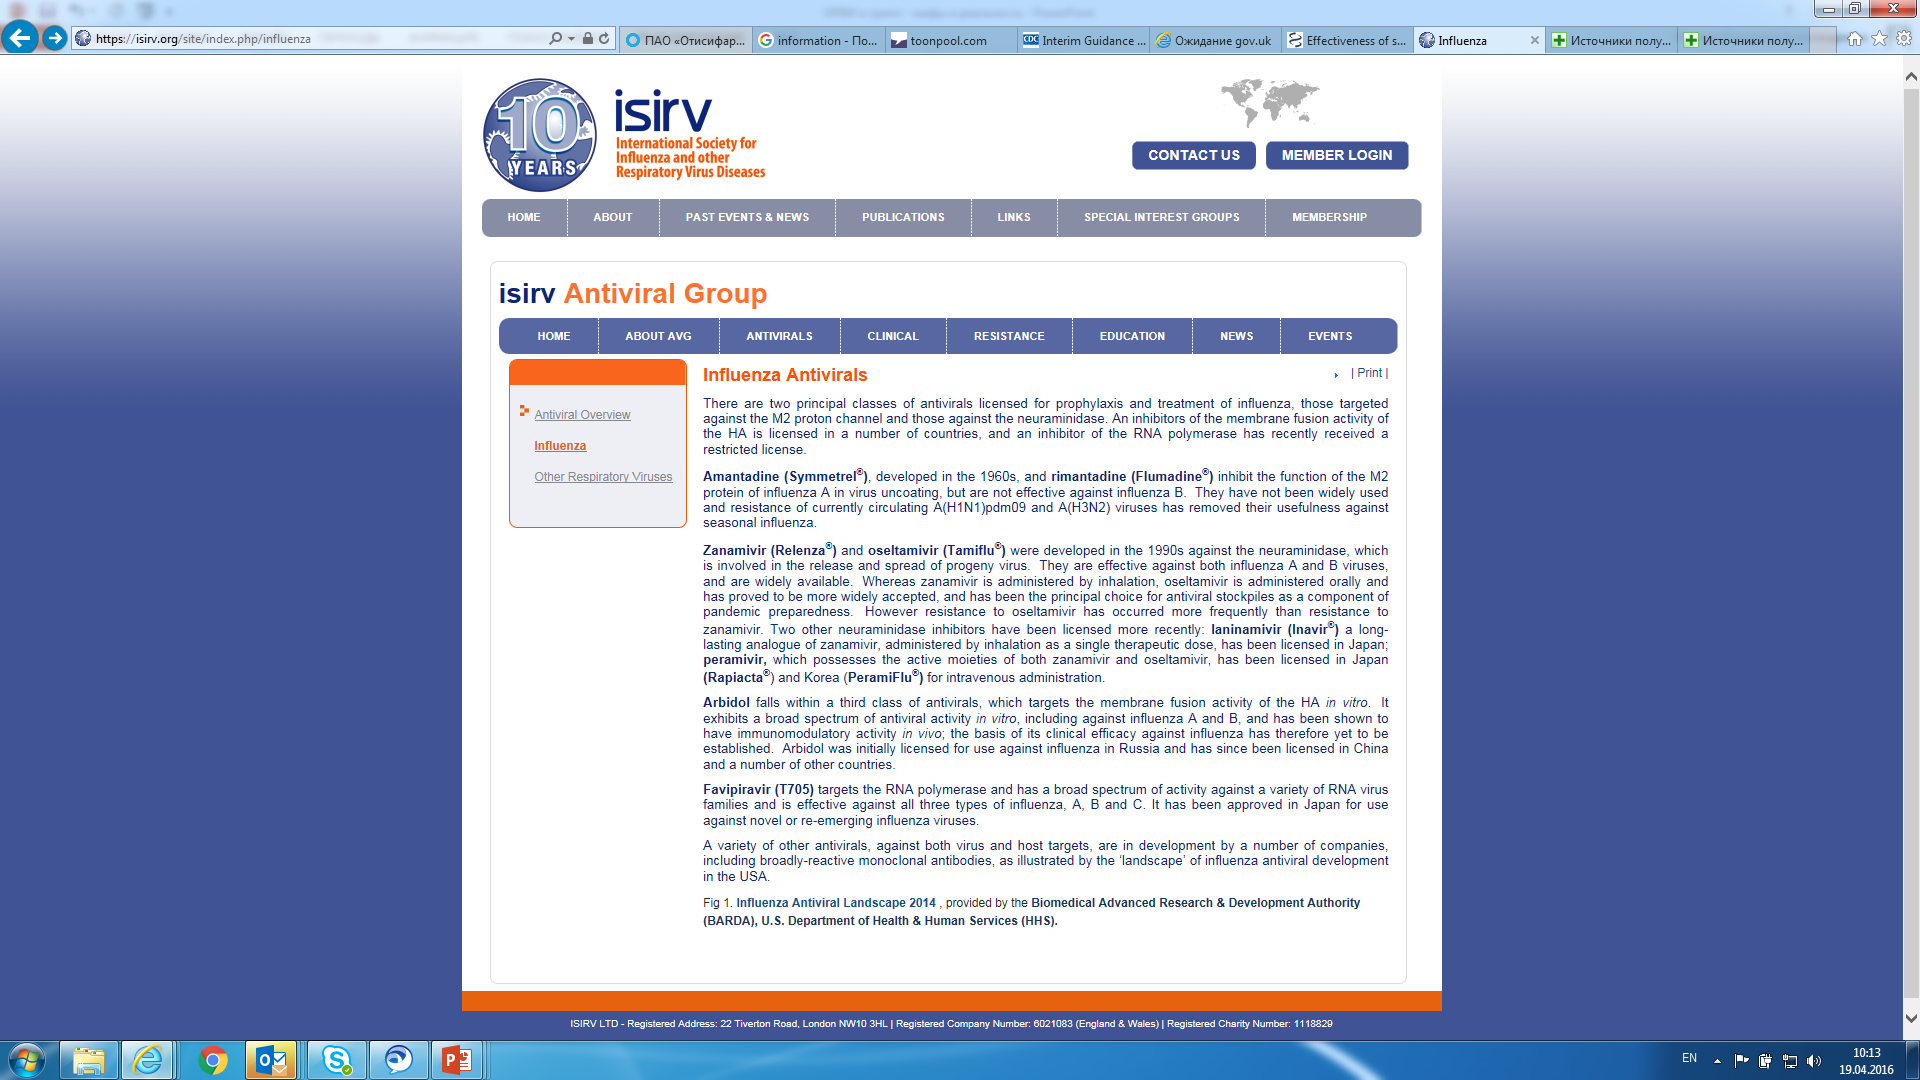 https://isirv.org/site/index.php/influenza
ПАО «Отисифар...
information - По...
toonpool.com
Interim Guidance ...
Ожидание gov.uk
Effectiveness of s...
Influenza
Источники полу...
Источники полу...
10
YEARS
isirv
International Society for
Influenza and other
Respiratory Virus Diseases
CONTACT US
MEMBER LOGIN
HOME
ABOUT
PAST EVENTS & NEWS
PUBLICATIONS
LINKS
SPECIAL INTEREST GROUPS
MEMBERSHIP
isirv Antiviral Group
HOME
ABOUT AVG
ANTIVIRALS
CLINICAL
RESISTANCE
EDUCATION
NEWS
EVENTS
Antiviral Overview
Influenza
Other Respiratory Viruses
Influenza Antivirals
| Print |
There are two principal classes of antivirals licensed for prophylaxis and treatment of influenza, those targeted
against the M2 proton channel and those against the neuraminidase. An inhibitors of the membrane fusion activity of
the HA is licensed in a number of countries, and an inhibitor of the RNA polymerase has recently received a
restricted license.
Amantadine (Symmetrel®), developed in the 1960s, and rimantadine (Flumadine®) inhibit the function of the M2
protein of influenza A in virus uncoating, but are not effective against influenza B. They have not been widely used
and resistance of currently circulating A(H1N1)pdm09 and A(H3N2) viruses has removed their usefulness against
seasonal influenza.
Zanamivir (Relenza®) and oseltamivir (Tamiflu®) were developed in the 1990s against the neuraminidase, which
is involved in the release and spread of progeny virus. They are effective against both influenza A and B viruses,
and are widely available. Whereas zanamivir is administered by inhalation, oseltamivir is administered orally and
has proved to be more widely accepted, and has been the principal choice for antiviral stockpiles as a component of
pandemic preparedness. However resistance to oseltamivir has occurred more frequently than resistance to
zanamivir. Two other neuraminidase inhibitors have been licensed more recently: laninamivir (Inavir®) a long-
lasting analogue of zanamivir, administered by inhalation as a single therapeutic dose, has been licensed in Japan;
peramivir, which possesses the active moieties of both zanamivir and oseltamivir, has been licensed in Japan
(Rapiacta®) and Korea (PeramiFlu®) for intravenous administration.
Arbidol falls within a third class of antivirals, which targets the membrane fusion activity of the HA in vitro. It
exhibits a broad spectrum of antiviral activity in vitro, including against influenza A and B, and has been shown to
have immunomodulatory activity in vivo; the basis of its clinical efficacy against influenza has therefore yet to be
established. Arbidol was initially licensed for use against influenza in Russia and has since been licensed in China
and a number of other countries.
Favipiravir (T705) targets the RNA polymerase and has a broad spectrum of activity against a variety of RNA virus
families and is effective against all three types of influenza, A, B and C. It has been approved in Japan for use
against novel or re-emerging influenza viruses.
A variety of other antivirals, against both virus and host targets, are in development by a number of companies,
including broadly-reactive monoclonal antibodies, as illustrated by the ‘landscape’ of influenza antiviral development
in the USA.
Fig 1. Influenza Antiviral Landscape 2014 , provided by the Biomedical Advanced Research & Development Authority
(BARDA), U.S. Department of Health & Human Services (HHS).
ISIRV LTD - Registered Address: 22 Tiverton Road, London NW10 3HL | Registered Company Number: 6021083 (England & Wales) | Registered Charity Number: 1118829
EN
10:13
19.04.2016